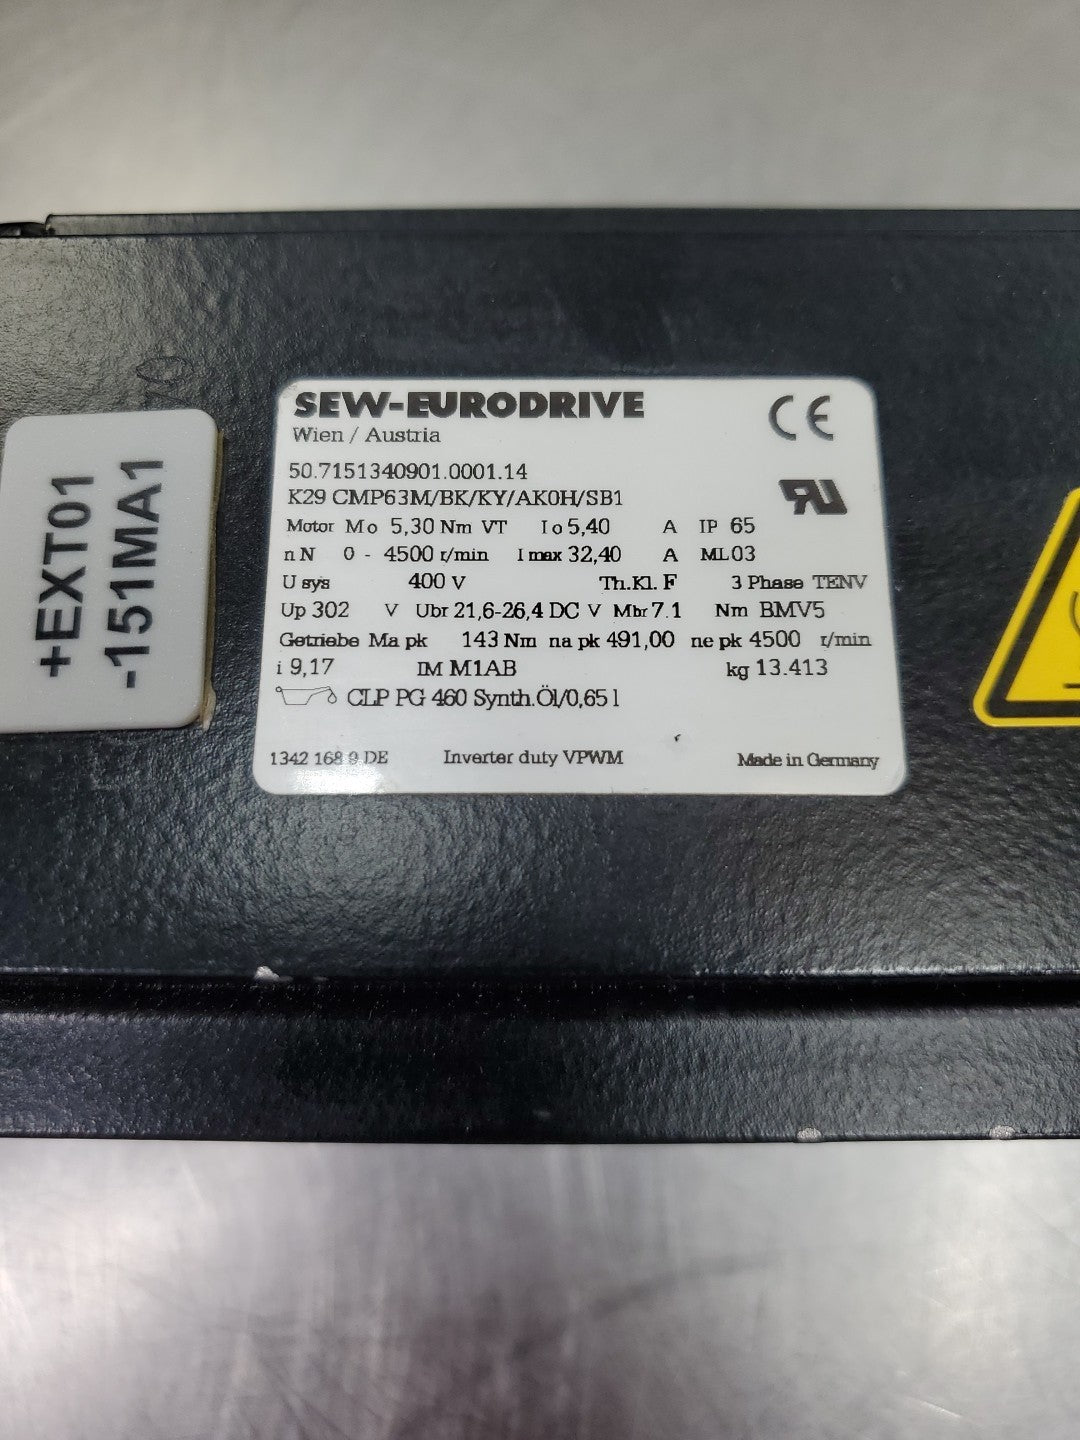 +EXT01
-151MA1
SEW-EURODRIVE
Wien / Austria
CE
50.7151340901.0001.14
K29 CMP63M/BK/KY/AK0H/SB1
Motor Mo 5,30 Nm VT Io 5,40 A IP 65
n N 0 - 4500 r/min I max 32,40 A ML 03
U sys 400 V Th.Kl. F 3 Phase TENV
Up 302 V Ubr 21,6-26,4 DC V Mbr 7.1 Nm BMV5
Getriebe Ma pk 143 Nm na pk 491,00 ne pk 4500 r/min
i 9,17 IM M1AB kg 13.413
CLP PG 460 Synth.Öl/0,65 l
1342 168 9 DE Inverter duty VPWM Made in Germany